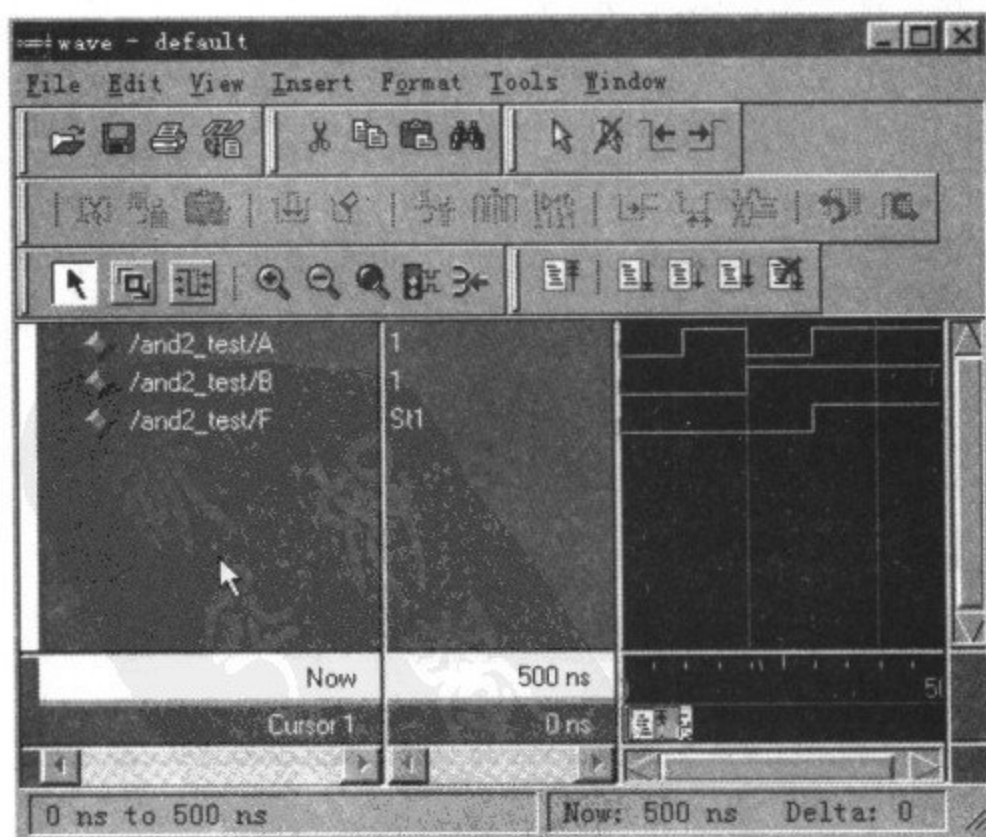 wave - default
File Edit View Insert Format Tools Window
/and2_test/A 1
/and2_test/B 1
/and2_test/F St1
Now 500 ns
Cursor 1 0 ns
0 ns to 500 ns Now: 500 ns Delta: 0